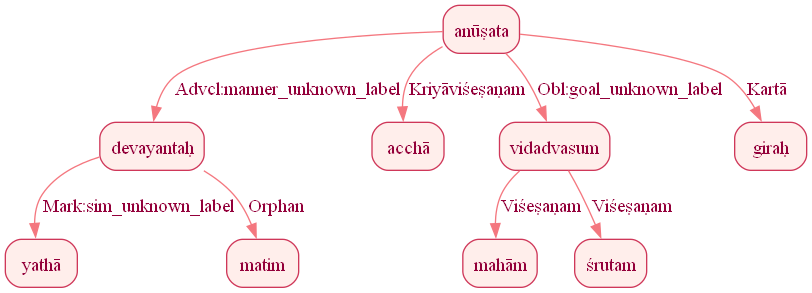 anūṣata
Advcl:manner_unknown_label Kriyāviśeṣaṇam Obl:goal_unknown_label Kartā
devayantaḥ acchā vidadvasum giraḥ
Mark:sim_unknown_label Orphan Viśeṣaṇam Viśeṣaṇam
yathā matim mahām śrutam